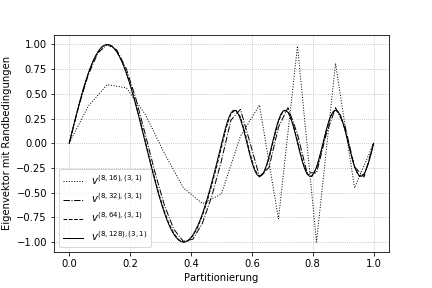 1.00
0.75
0.50
0.25
0.00
−0.25
−0.50
−0.75
−1.00
0.0 0.2 0.4 0.6 0.8 1.0
Eigenvektor mit Randbedingungen
Partitionierung
v(8, 16), (3, 1)
v(8, 32), (3, 1)
v(8, 64), (3, 1)
v(8, 128), (3, 1)